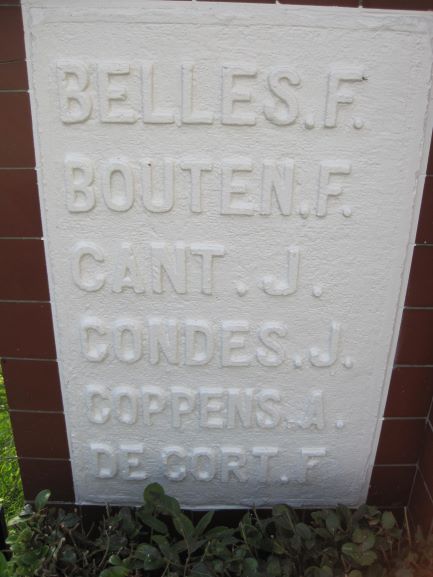 BELLES.F.
BOUTEN.F.
CANT.J.
CONDES.J.
COPPENS.A.
DE CORT.F